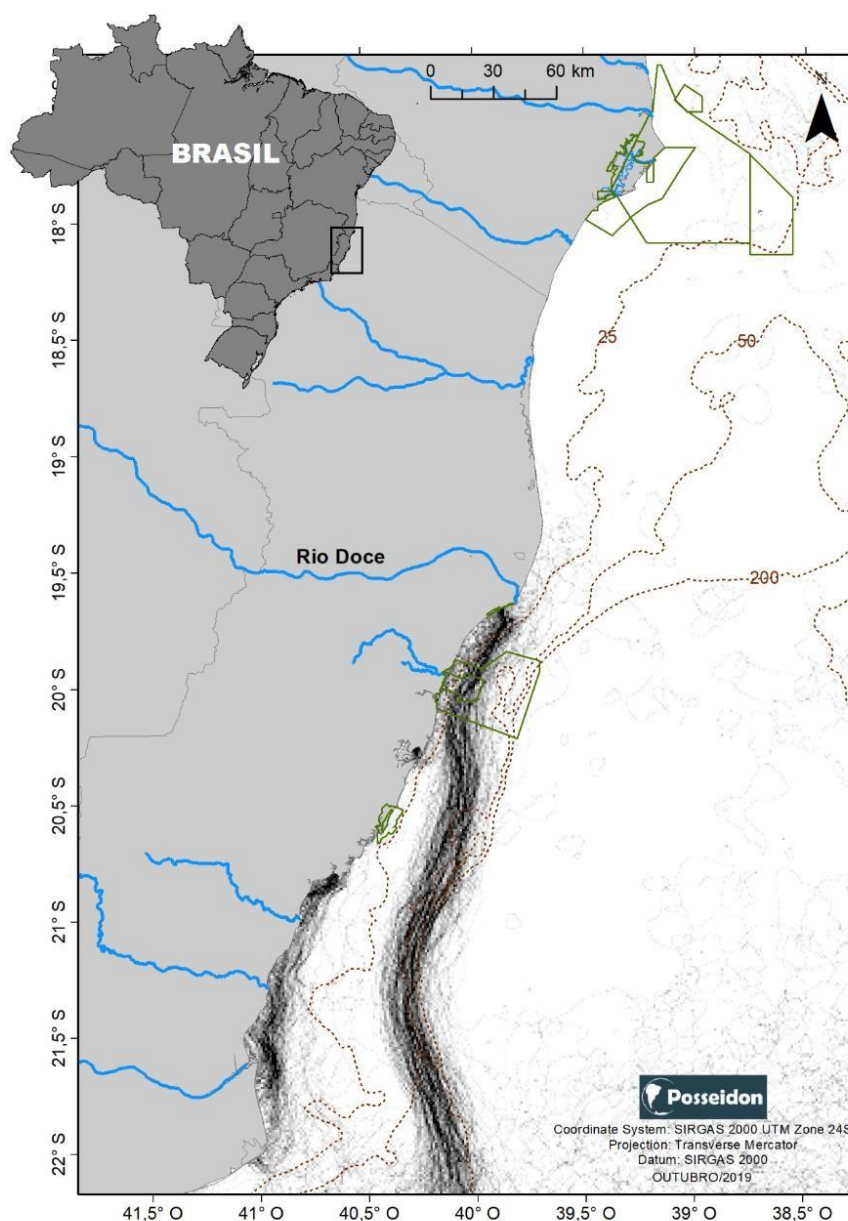 0 30 60 km
N
BRASIL
18° S
25
50
18,5° S
19° S
Rio Doce
19,5° S
200
20° S
20,5° S
21° S
21,5° S
Posseidon
Coordinate System: SIRGAS 2000 UTM Zone 24S
Projection: Transverse Mercator
Datum: SIRGAS 2000
OUTUBRO/2019
22° S
41,5° O 41° O 40,5° O 40° O 39,5° O 39° O 38,5° O